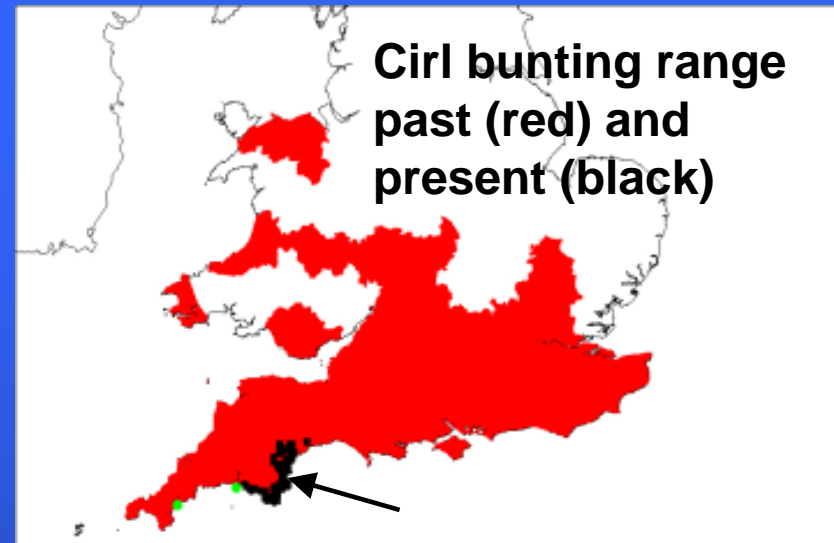 Cirl bunting range
past (red) and
present (black)